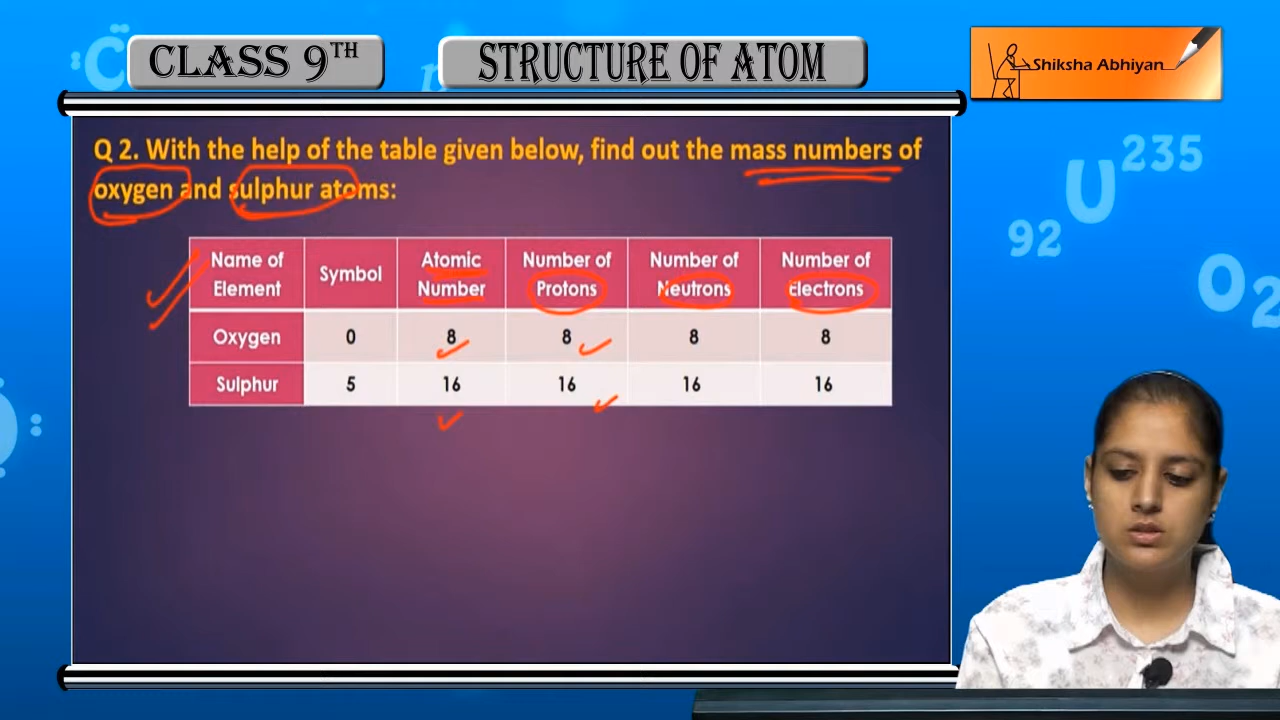 CLASS 9TH
STRUCTURE OF ATOM
Shiksha Abhiyan
Q 2. With the help of the table given below, find out the mass numbers of
oxygen and sulphur atoms:
Name of Element Symbol Atomic Number Number of Protons Number of Neutrons Number of Electrons
Oxygen 0 8 8 8 8
Sulphur 5 16 16 16 16
U 235
92
O2